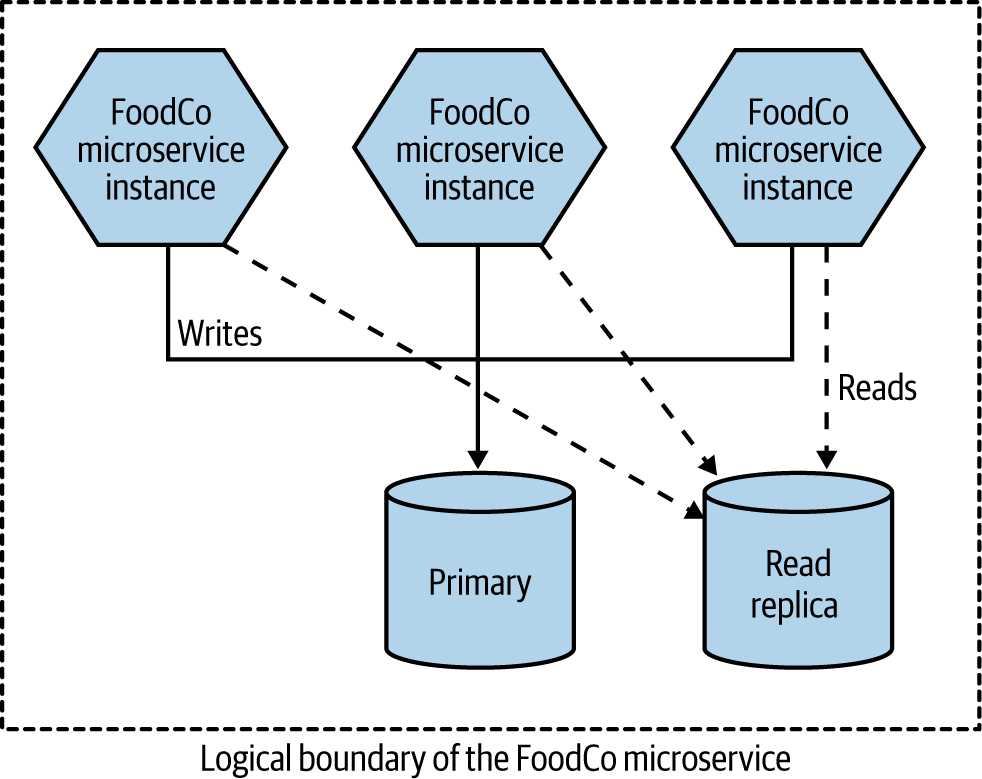 FoodCo
microservice
instance
FoodCo
microservice
instance
FoodCo
microservice
instance
Writes
Reads
Primary
Read
replica
Logical boundary of the FoodCo microservice